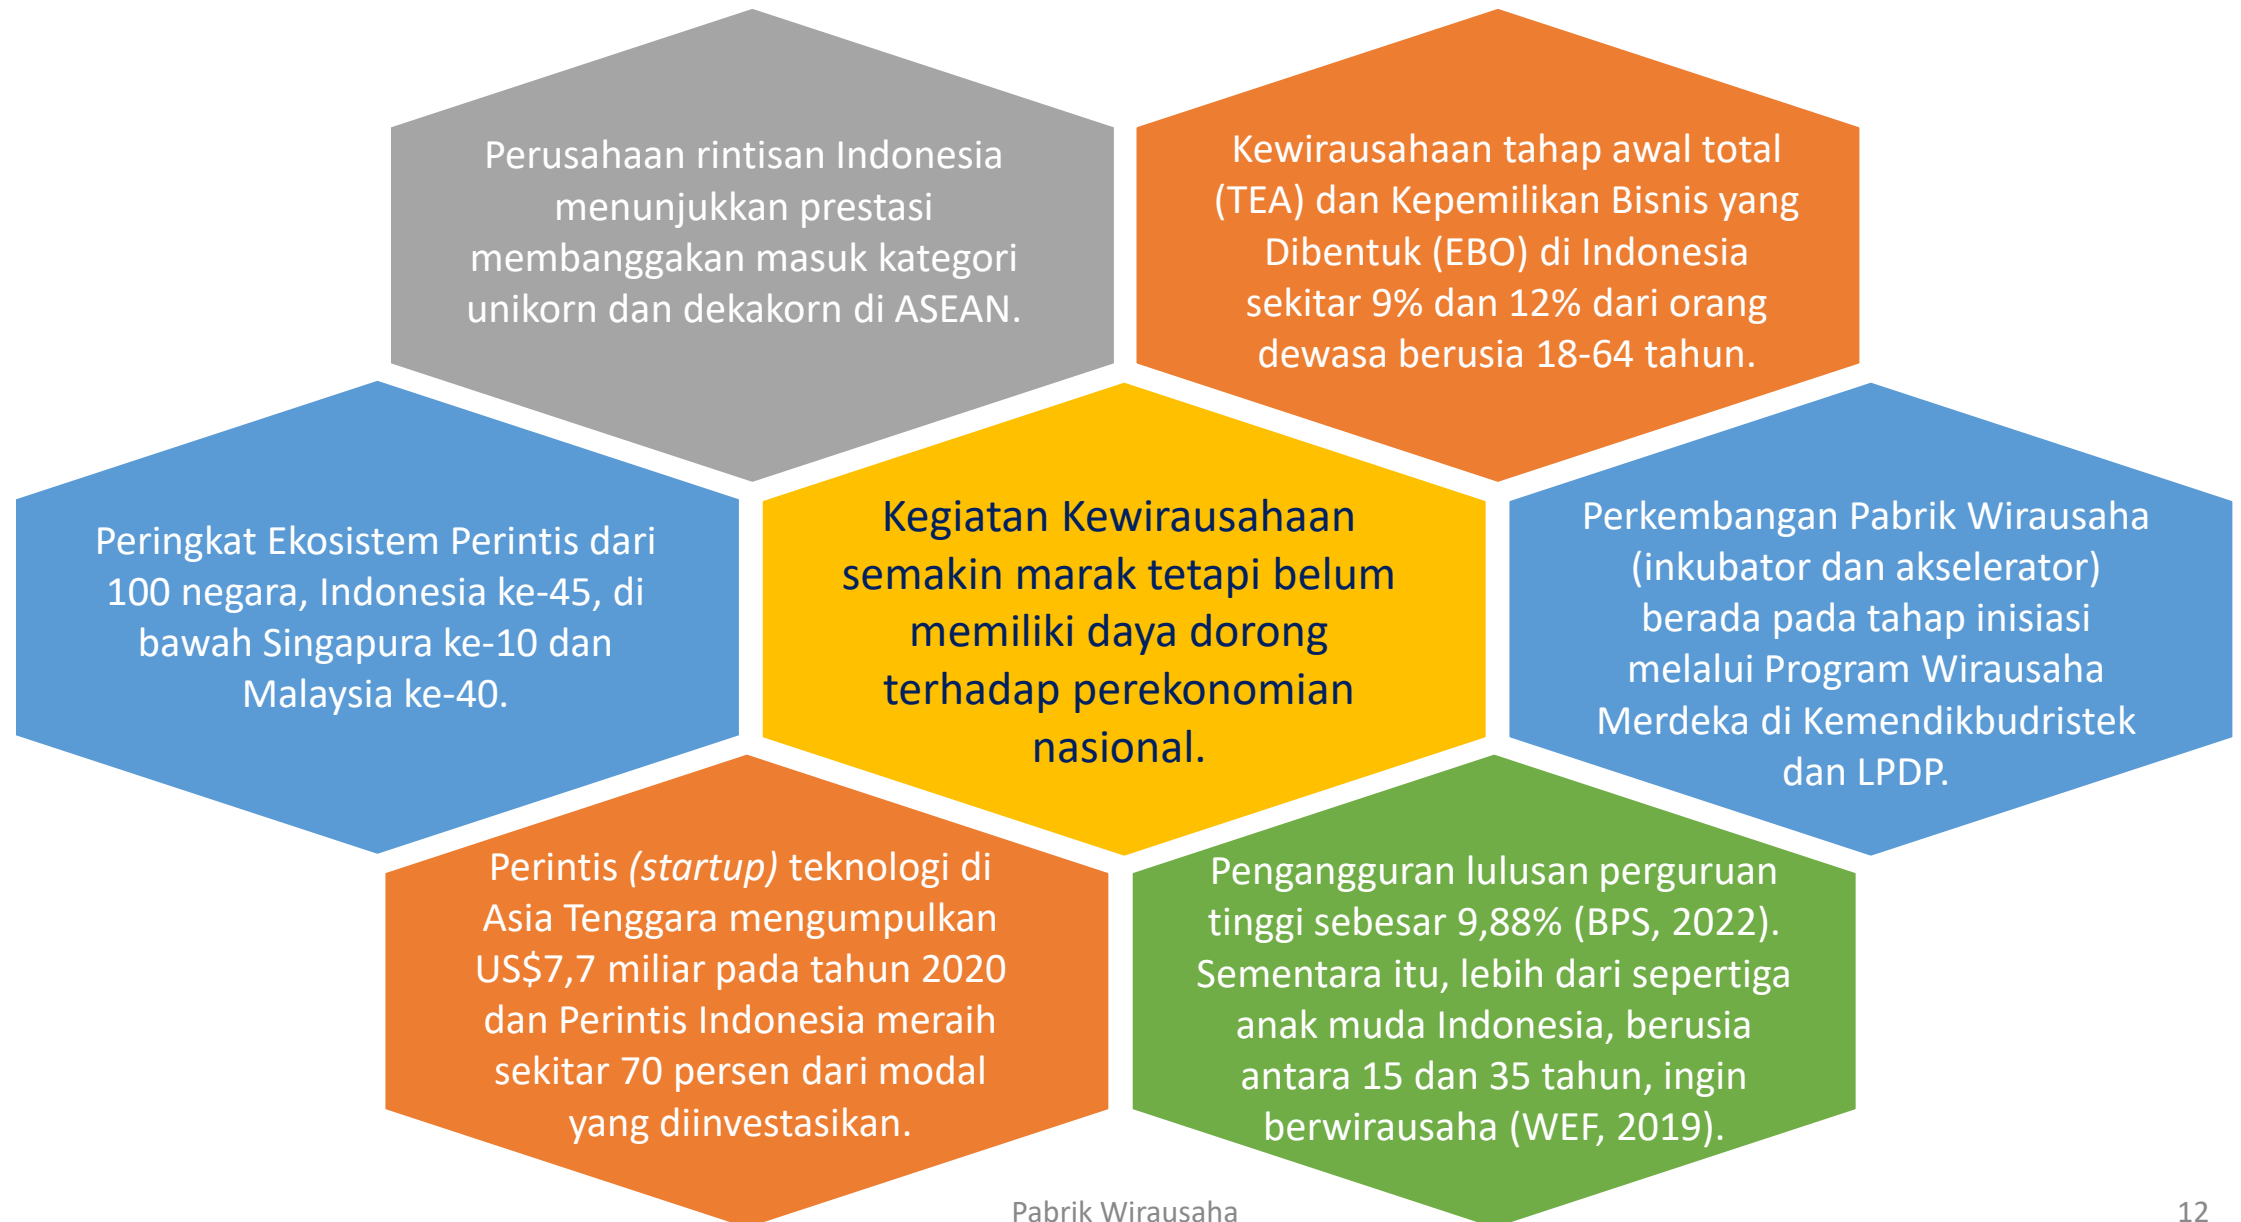 Perusahaan rintisan Indonesia
menunjukkan prestasi
membanggakan masuk kategori
unikorn dan dekakorn di ASEAN.
Kewirausahaan tahap awal total
(TEA) dan Kepemilikan Bisnis yang
Dibentuk (EBO) di Indonesia
sekitar 9% dan 12% dari orang
dewasa berusia 18-64 tahun.
Peringkat Ekosistem Perintis dari
100 negara, Indonesia ke-45, di
bawah Singapura ke-10 dan
Malaysia ke-40.
Kegiatan Kewirausahaan
semakin marak tetapi belum
memiliki daya dorong
terhadap perekonomian
nasional.
Perkembangan Pabrik Wirausaha
(inkubator dan akselerator)
berada pada tahap inisiasi
melalui Program Wirausaha
Merdeka di Kemendikbudristek
dan LPDP.
Perintis (startup) teknologi di
Asia Tenggara mengumpulkan
US$7,7 miliar pada tahun 2020
dan Perintis Indonesia meraih
sekitar 70 persen dari modal
yang diinvestasikan.
Pengangguran lulusan perguruan
tinggi sebesar 9,88% (BPS, 2022).
Sementara itu, lebih dari sepertiga
anak muda Indonesia, berusia
antara 15 dan 35 tahun, ingin
berwirausaha (WEF, 2019).
Pabrik Wirausaha
12